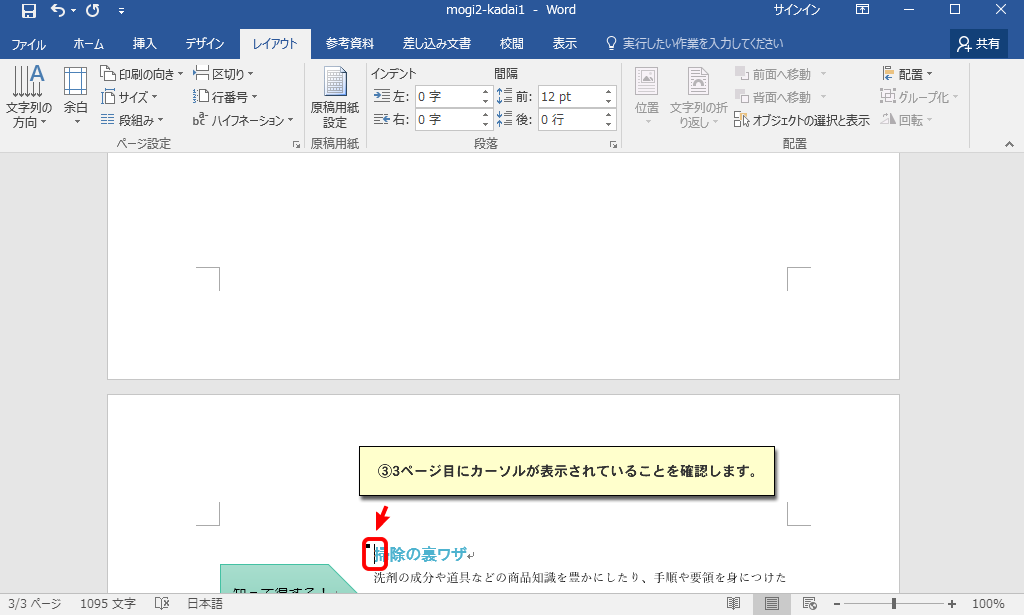 mogi2-kadai1 - Word
サインイン
ファイル ホーム 挿入 デザイン レイアウト 参考資料 差し込み文書 校閲 表示 実行したい作業を入力してください 共有
文字列の
方向
余白
印刷の向き
サイズ
段組み
区切り
行番号
ハイフネーション
ページ設定
原稿用紙
設定
原稿用紙
インデント 間隔
左: 0 字 前: 12 pt
右: 0 字 後: 0 行
段落
位置
文字列の折
り返し
前面へ移動
背面へ移動
オブジェクトの選択と表示
配置
グループ化
回転
配置
③3ページ目にカーソルが表示されていることを確認します。
掃除の裏ワザ
洗剤の成分や道具などの商品知識を豊かにしたり、手順や要領を身につけた
知って得する！
3/3 ページ 1095 文字 日本語 100%